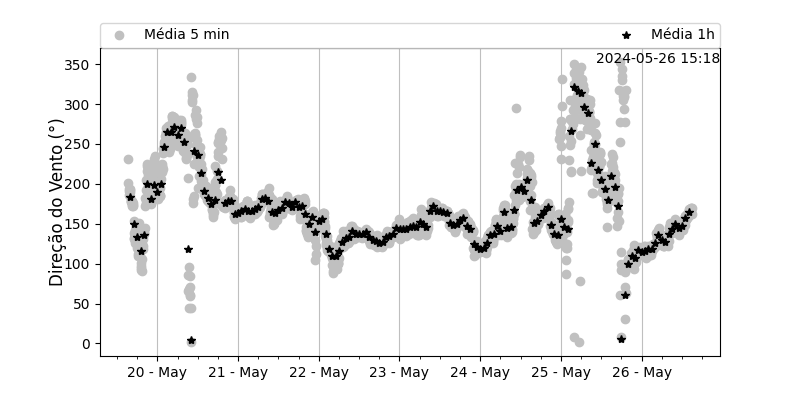 Média 5 min
Média 1h
2024-05-26 15:18
Direção do Vento (°)
350
300
250
200
150
100
50
0
20 - May
21 - May
22 - May
23 - May
24 - May
25 - May
26 - May